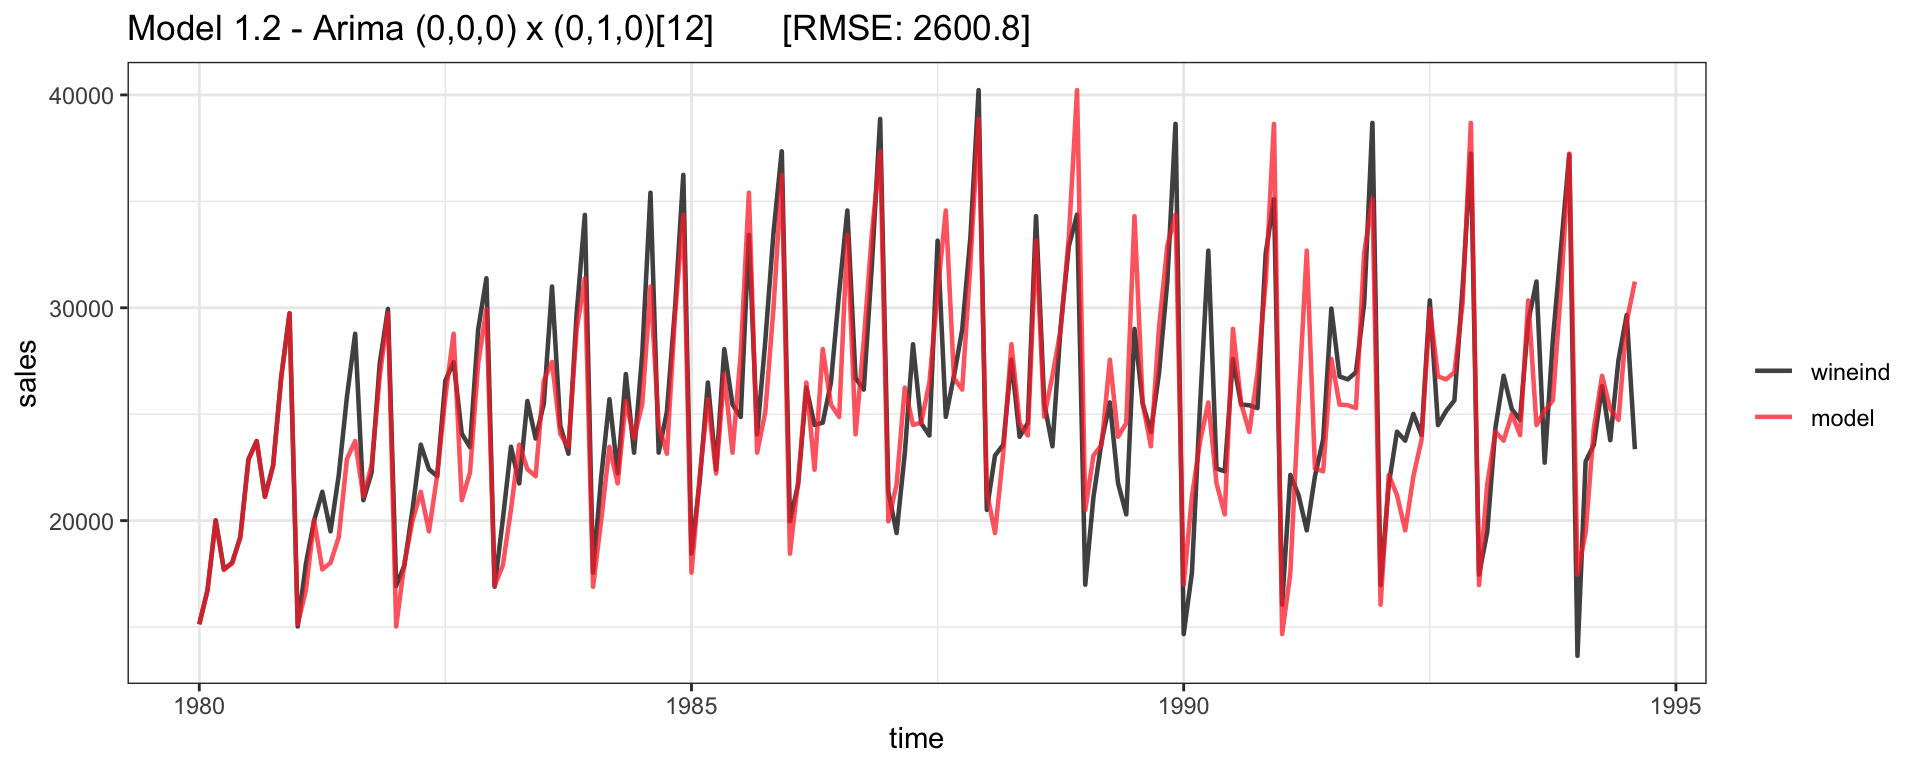 Model 1.2 - Arima (0,0,0) x (0,1,0)[12] [RMSE: 2600.8]
40000
30000
20000
sales
1980 1985 1990 1995
time
wineind
model